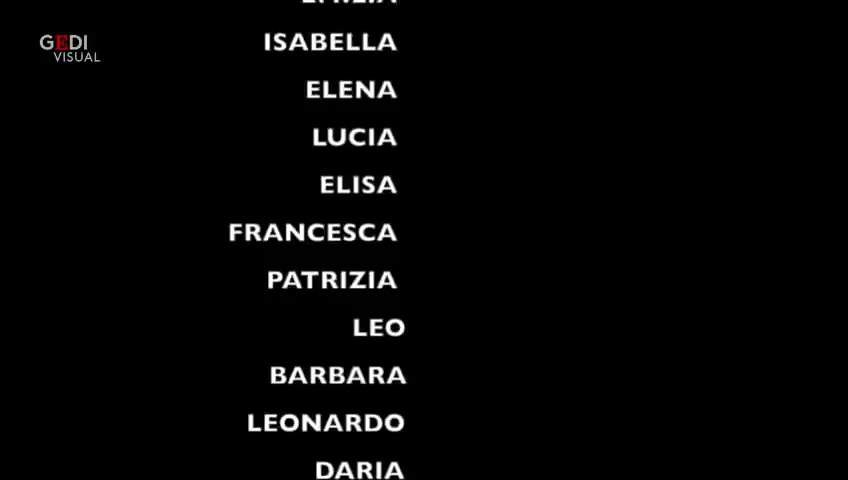 GEDI
VISUAL
ISABELLA
ELENA
LUCIA
ELISA
FRANCESCA
PATRIZIA
LEO
BARBARA
LEONARDO
DARIA